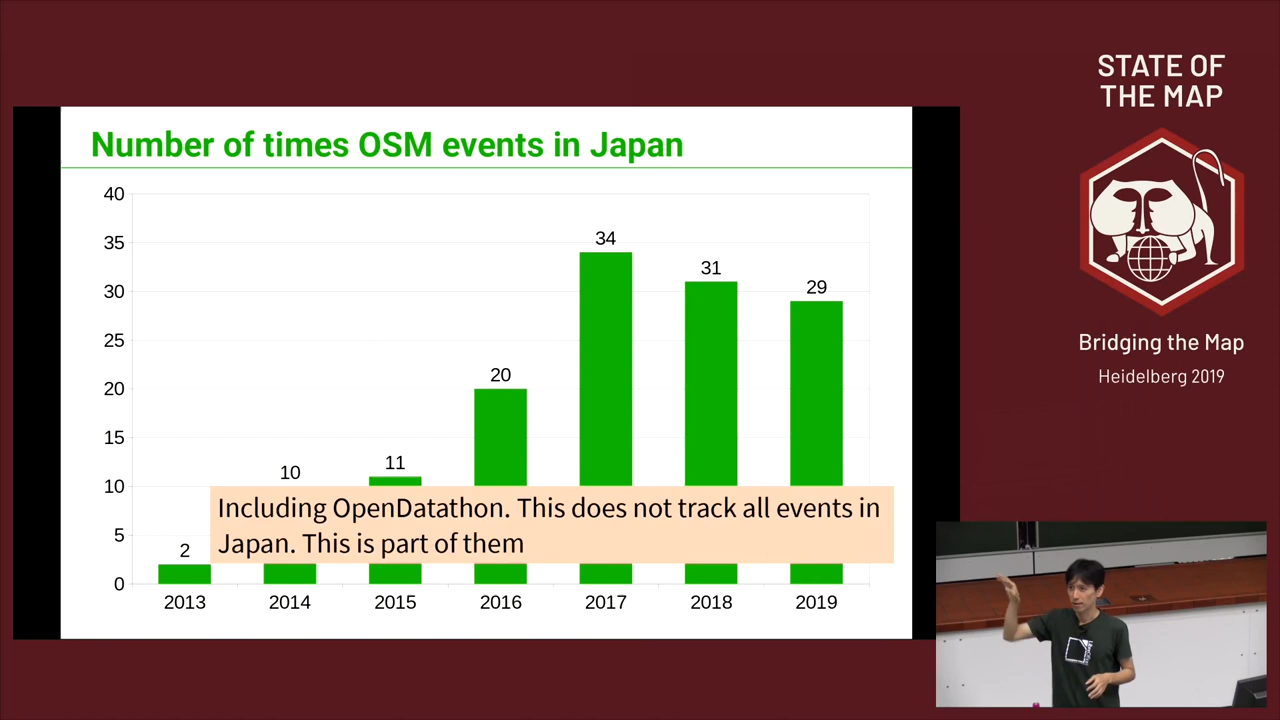 STATE OF
THE MAP
Bridging the Map
Heidelberg 2019
Number of times OSM events in Japan
40
35
30
25
20
15
10
5
0
2
10
11
20
34
31
29
Including OpenDatathon. This does not track all events in
Japan. This is part of them
2013 2014 2015 2016 2017 2018 2019